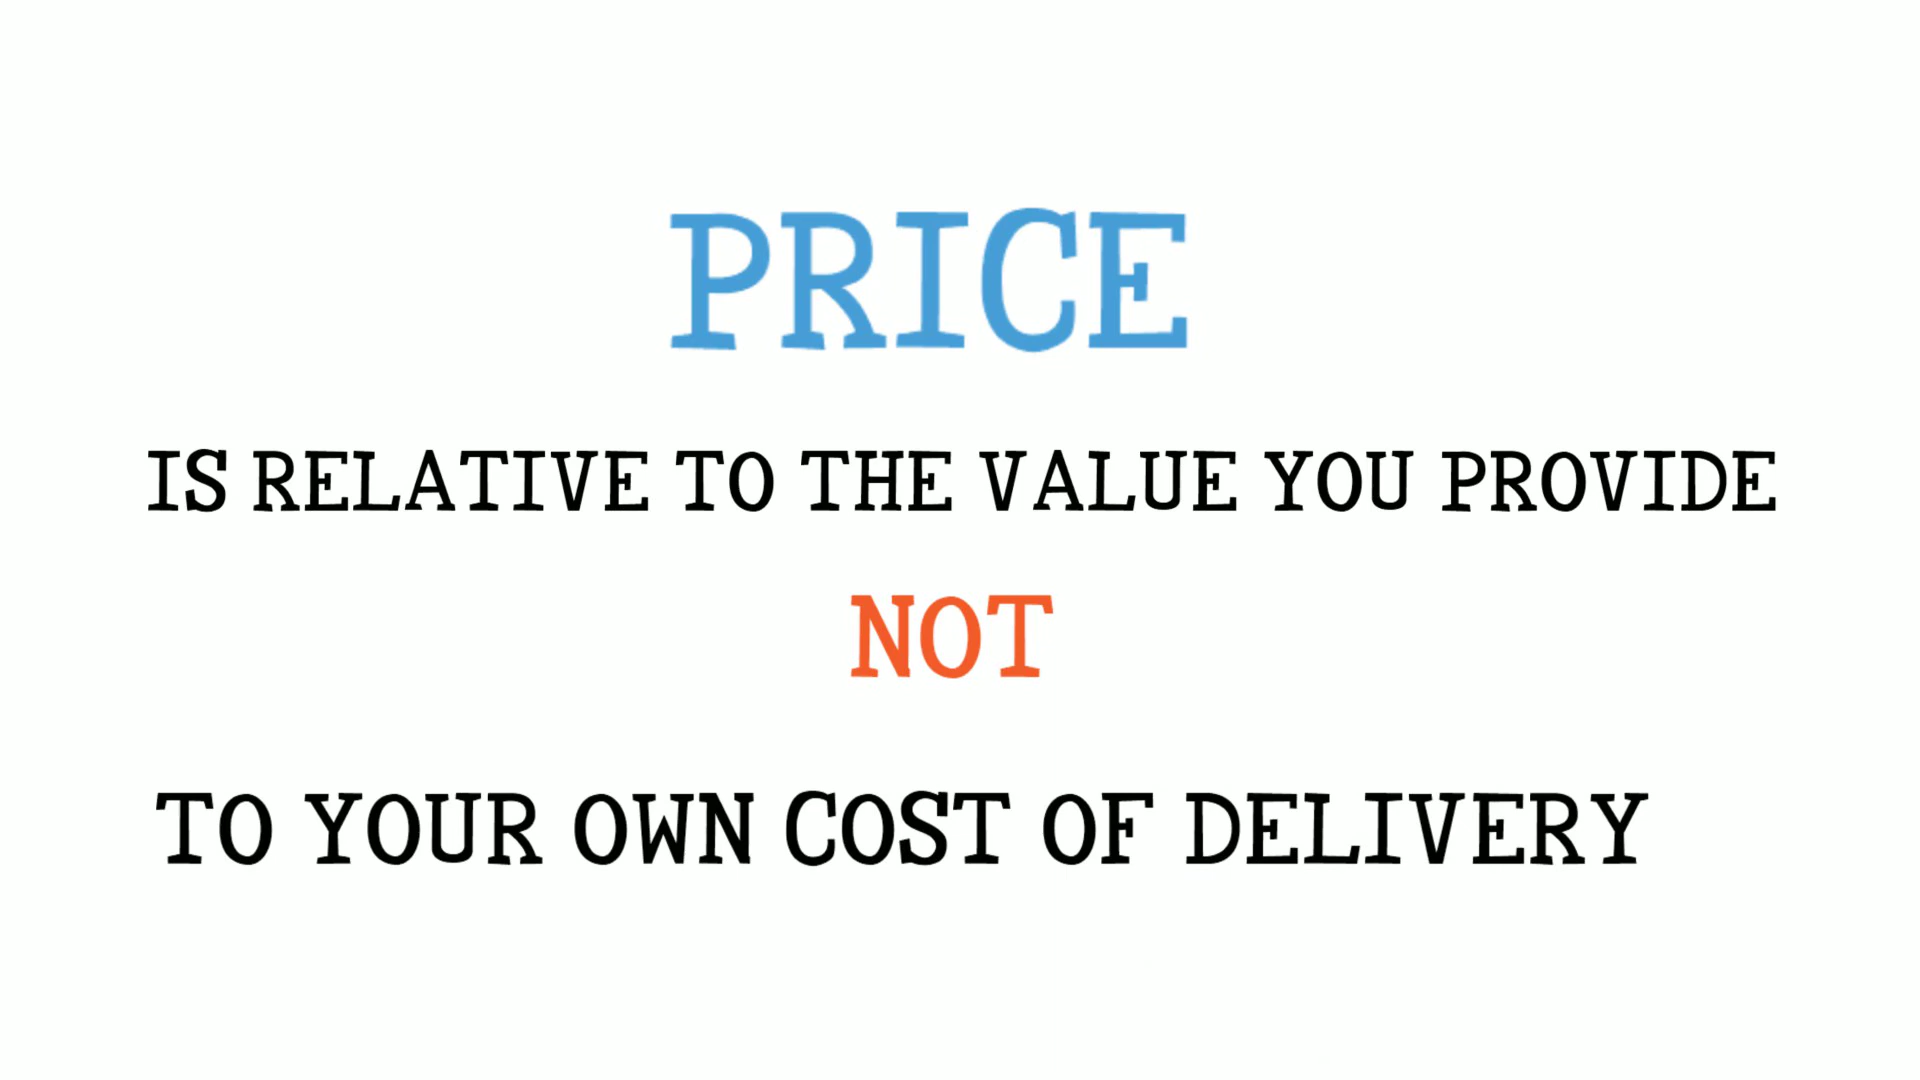 PRICE
IS RELATIVE TO THE VALUE YOU PROVIDE
NOT
TO YOUR OWN COST OF DELIVERY